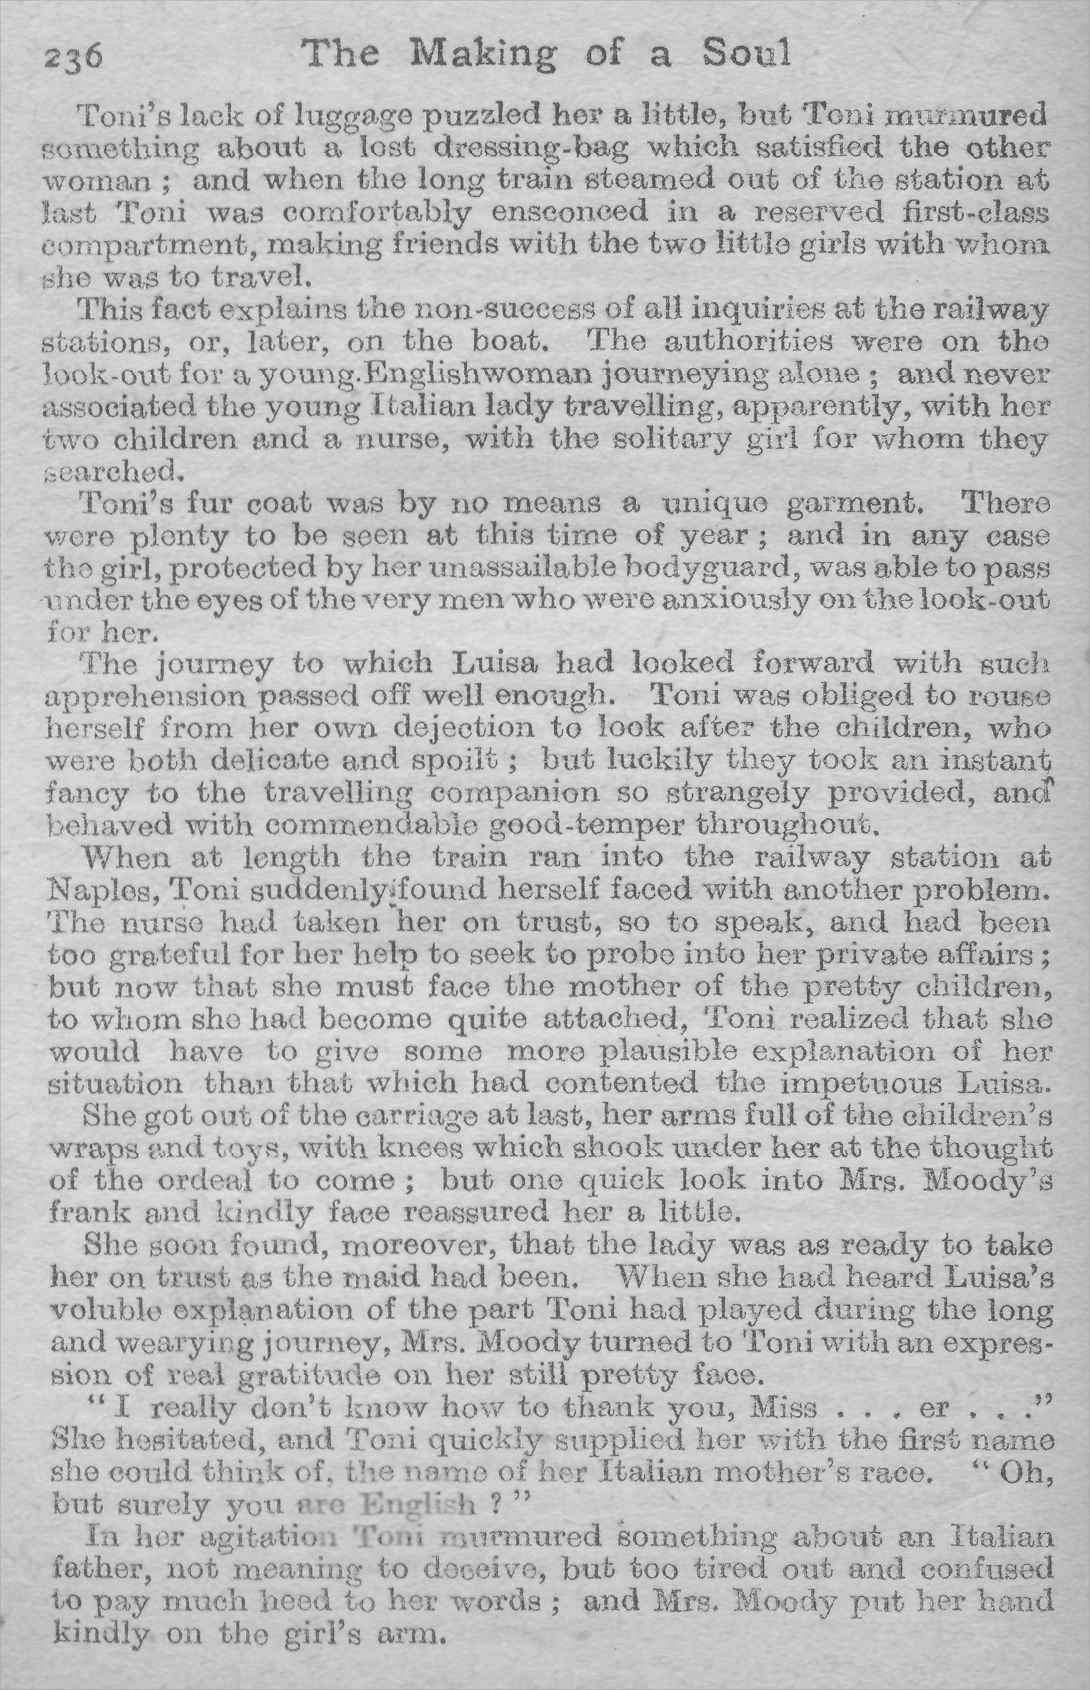 236 The Making of a Soul
Toni's lack of luggage puzzled her a little, but Toni murmured
something about a lost dressing-bag which satisfied the other
woman ; and when the long train steamed out of the station at
last Toni was comfortably ensconced in a reserved first-class
compartment, making friends with the two little girls with whom
she was to travel.
This fact explains the non-success of all inquiries at the railway
stations, or, later, on the boat. The authorities were on the
look-out for a young Englishwoman journeying alone ; and never
associated the young Italian lady travelling, apparently, with her
two children and a nurse, with the solitary girl for whom they
searched.
Toni's fur coat was by no means a unique garment. There
were plenty to be seen at this time of year ; and in any case
the girl, protected by her unassailable bodyguard, was able to pass
under the eyes of the very men who were anxiously on the look-out
for her.
The journey to which Luisa had looked forward with such
apprehension passed off well enough. Toni was obliged to rouse
herself from her own dejection to look after the children, who
were both delicate and spoilt ; but luckily they took an instant
fancy to the travelling companion so strangely provided, and
behaved with commendable good-temper throughout.
When at length the train ran into the railway station at
Naples, Toni suddenly found herself faced with another problem.
The nurse had taken her on trust, so to speak, and had been
too grateful for her help to seek to probe into her private affairs ;
but now that she must face the mother of the pretty children,
to whom she had become quite attached, Toni realized that she
would have to give some more plausible explanation of her
situation than that which had contented the impetuous Luisa.
She got out of the carriage at last, her arms full of the children's
wraps and toys, with knees which shook under her at the thought
of the ordeal to come ; but one quick look into Mrs. Moody's
frank and kindly face reassured her a little.
She soon found, moreover, that the lady was as ready to take
her on trust as the maid had been. When she had heard Luisa's
voluble explanation of the part Toni had played during the long
and wearying journey, Mrs. Moody turned to Toni with an expres-
sion of real gratitude on her still pretty face.
" I really don't know how to thank you, Miss . . . er . . ."
She hesitated, and Toni quickly supplied her with the first name
she could think of, the name of her Italian mother's race. " Oh,
but surely you are English ? "
In her agitation Toni murmured something about an Italian
father, not meaning to deceive, but too tired out and confused
to pay much heed to her words ; and Mrs. Moody put her hand
kindly on the girl's arm.